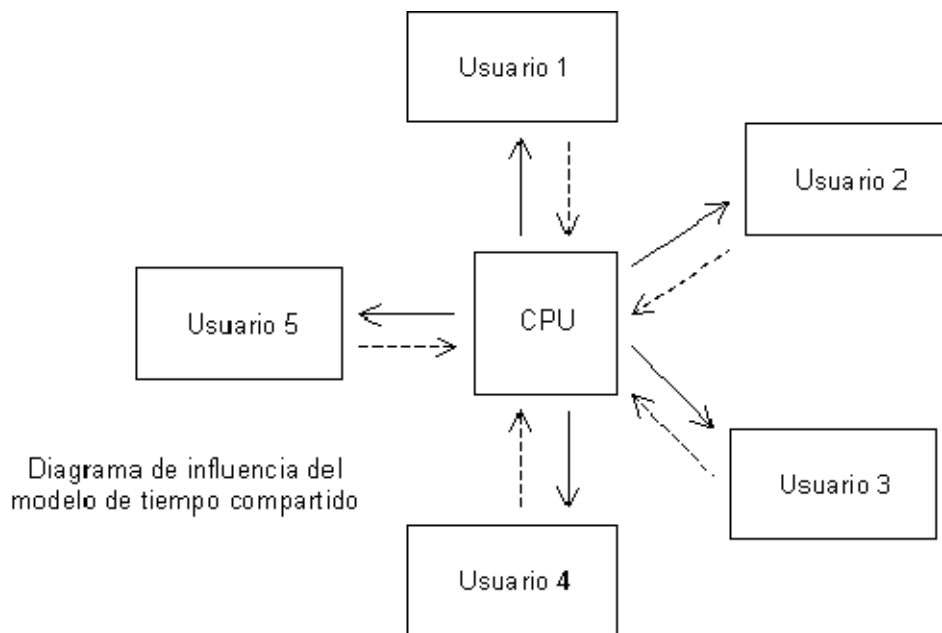 Usuario 1
Usuario 2
CPU
Usuario 5
Diagrama de influencia del
modelo de tiempo compartido
Usuario 3
Usuario 4